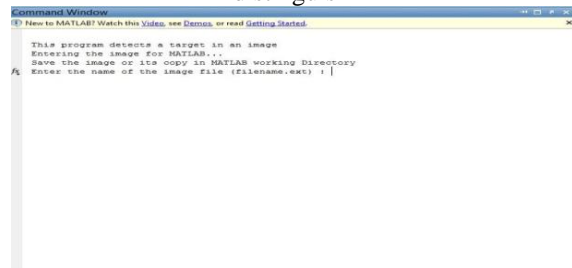 Command Window
New to MATLAB? Watch this Video, see Demos, or read Getting Started.
This program detects a target in an image
Entering the image for MATLAB...
Save the image or its copy in MATLAB working Directory
fx Enter the name of the image file (filename.ext) : |